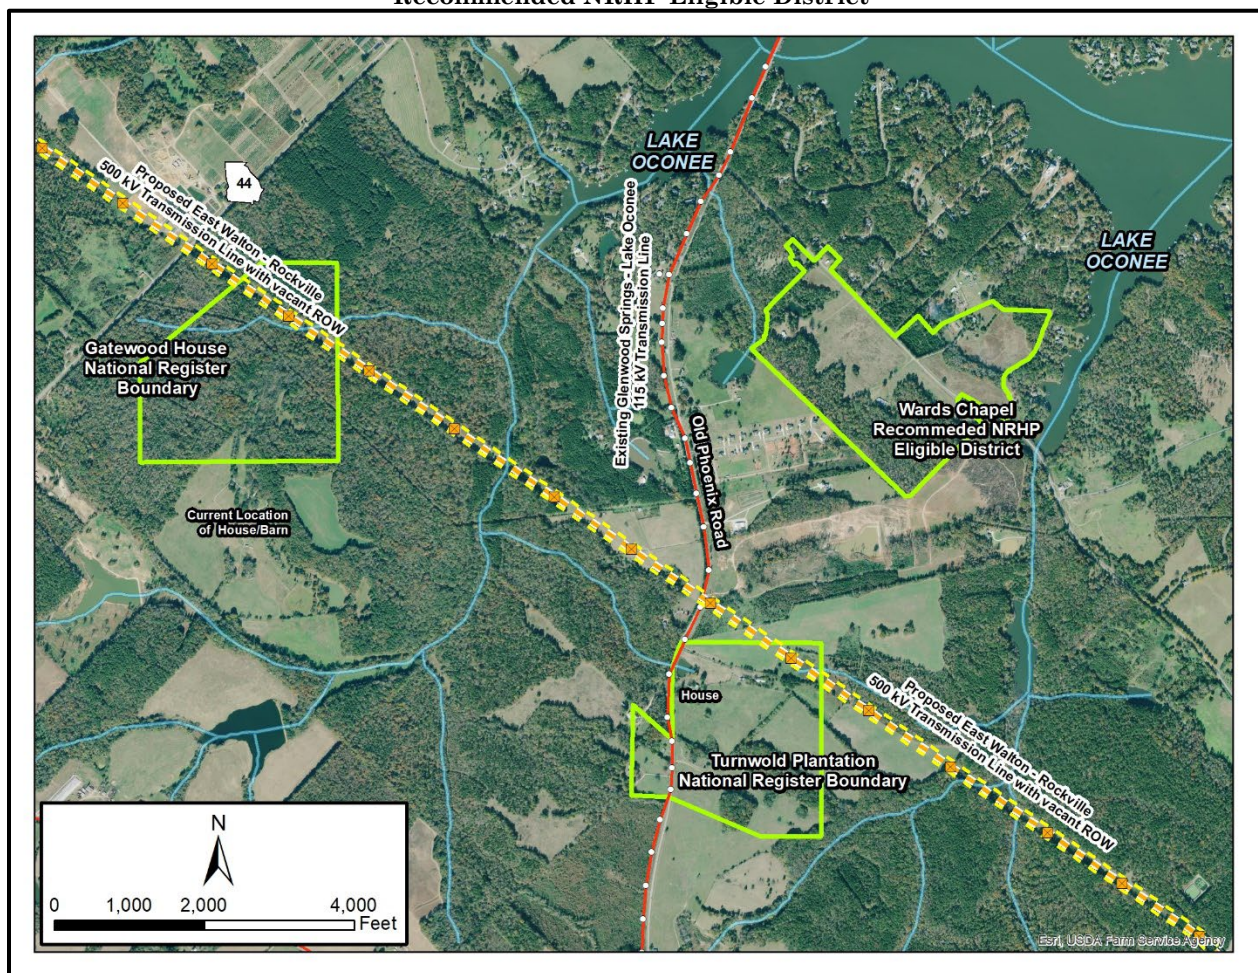 Recommended NRHP Eligible District
LAKE
OCONEE
44
Proposed East Walton - Rockville
500 kV Transmission Line with vacant ROW
Existing Glenwood Springs - Lake Oconee
115 kV Transmission Line
LAKE
OCONEE
Gatewood House
National Register
Boundary
Wards Chapel
Recommeded NRHP
Eligible District
Old Phoenix Road
Current Location
of House/Barn
House
Turnwold Plantation
National Register Boundary
Proposed East Walton - Rockville
500 kV Transmission Line with vacant ROW
N
0 1,000 2,000 4,000
Feet
Esri, USDA Farm Service Agency